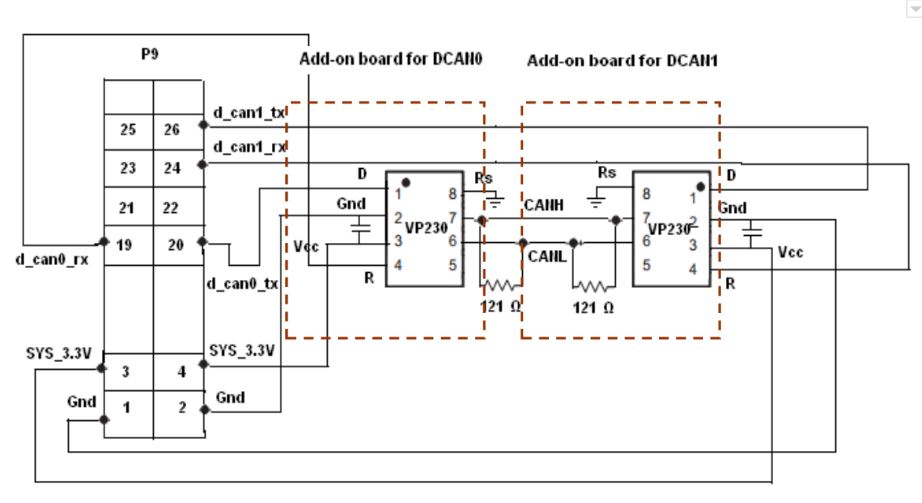 P9
Add-on board for DCAN0
Add-on board for DCAN1
d_can1_tx
25 26
d_can1_rx
23 24
D
Rs
Rs
D
1 8
8 1
21 22
Gnd
CANH
Gnd
2 7
7 2
VP230
VP230
19 20
Vcc
3 6
6 3
Vcc
d_can0_rx
CANL
4 5
5 4
d_can0_tx
R
R
121 Ω
121 Ω
SYS_3.3V
SYS_3.3V
3 4
Gnd
Gnd
1 2